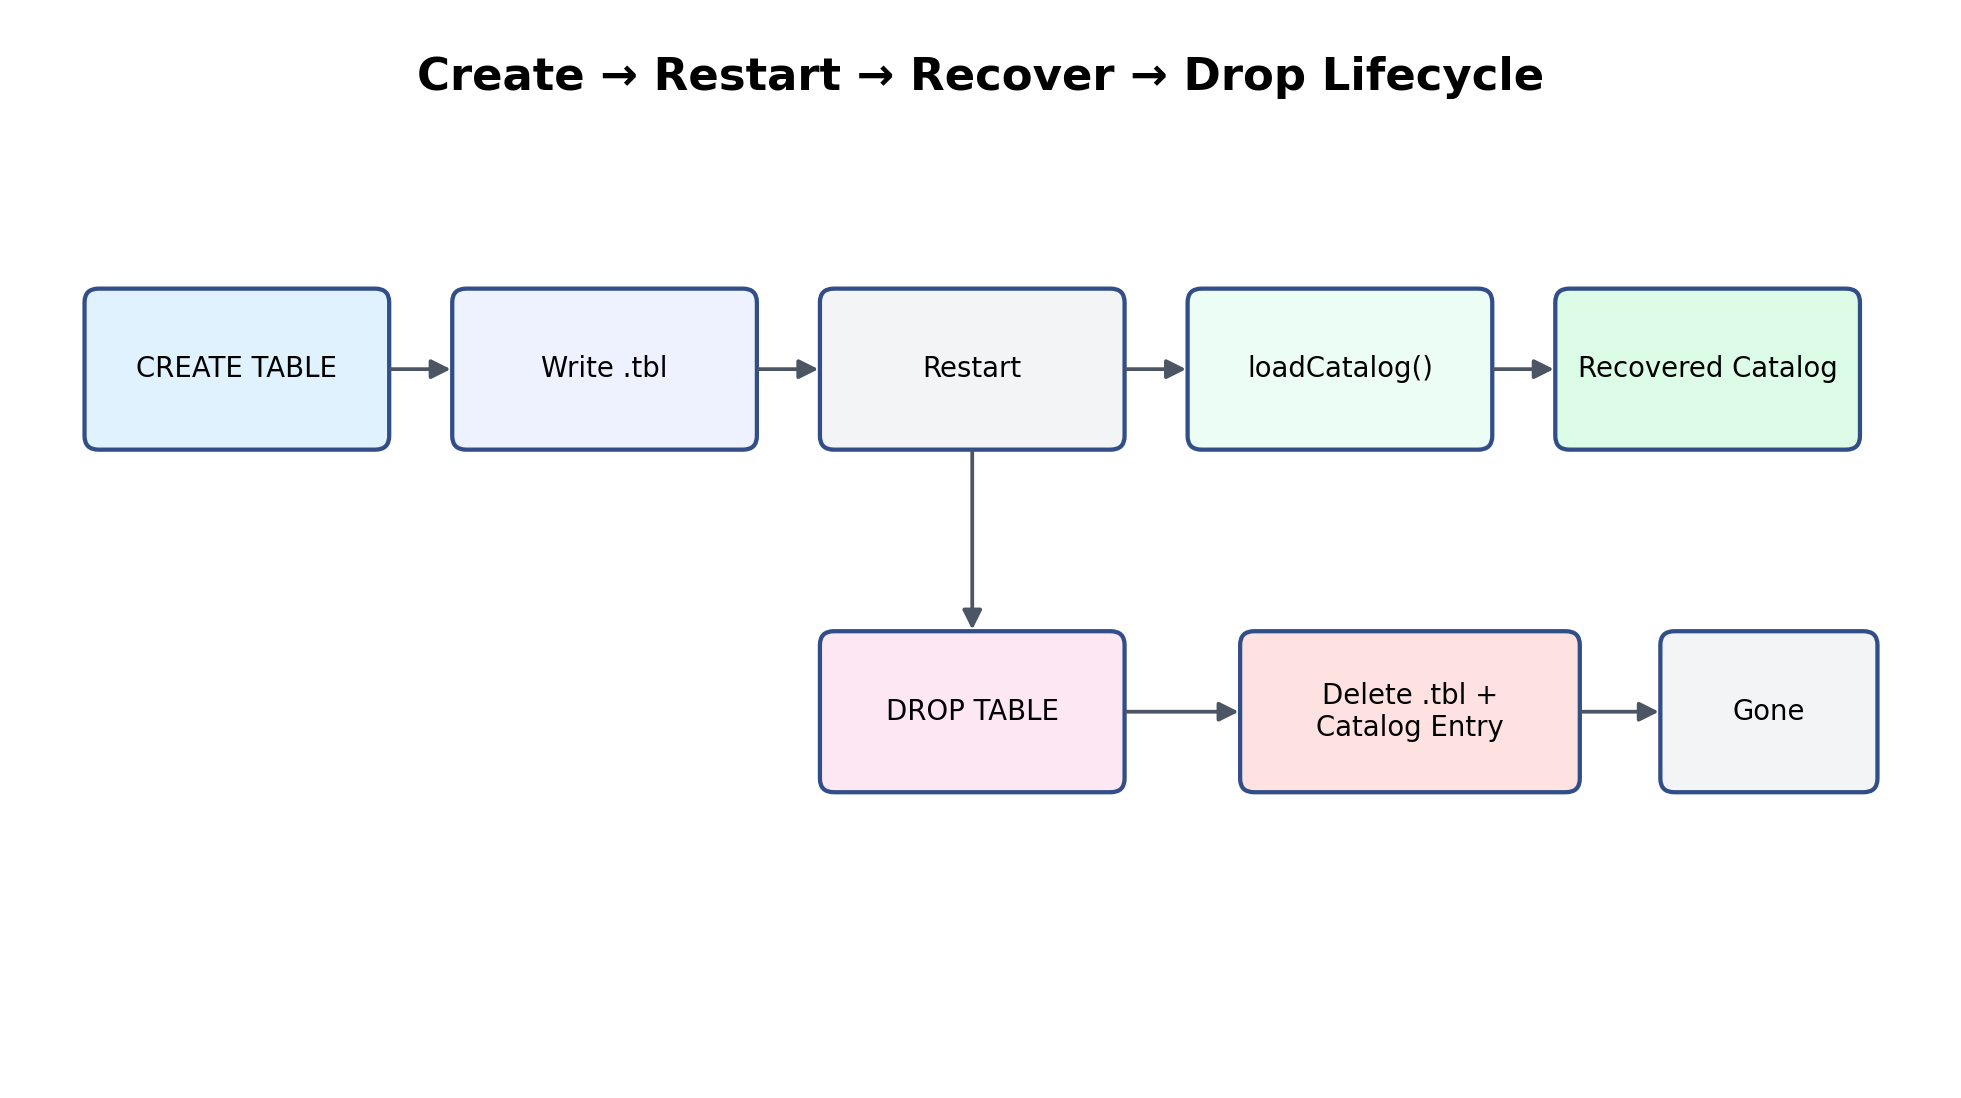 Create → Restart → Recover → Drop Lifecycle
CREATE TABLE
Write .tbl
Restart
loadCatalog()
Recovered Catalog
DROP TABLE
Delete .tbl +
Catalog Entry
Gone